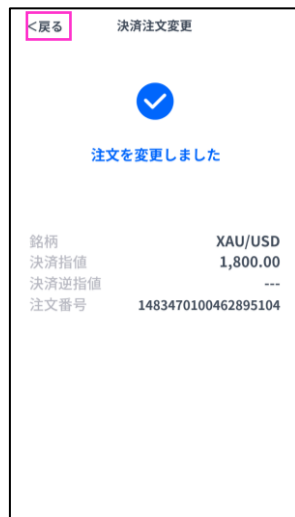 <戻る 決済注文変更
注文を変更しました
銘柄 XAU/USD
決済指値 1,800.00
決済逆指値 ---
注文番号 1483470100462895104